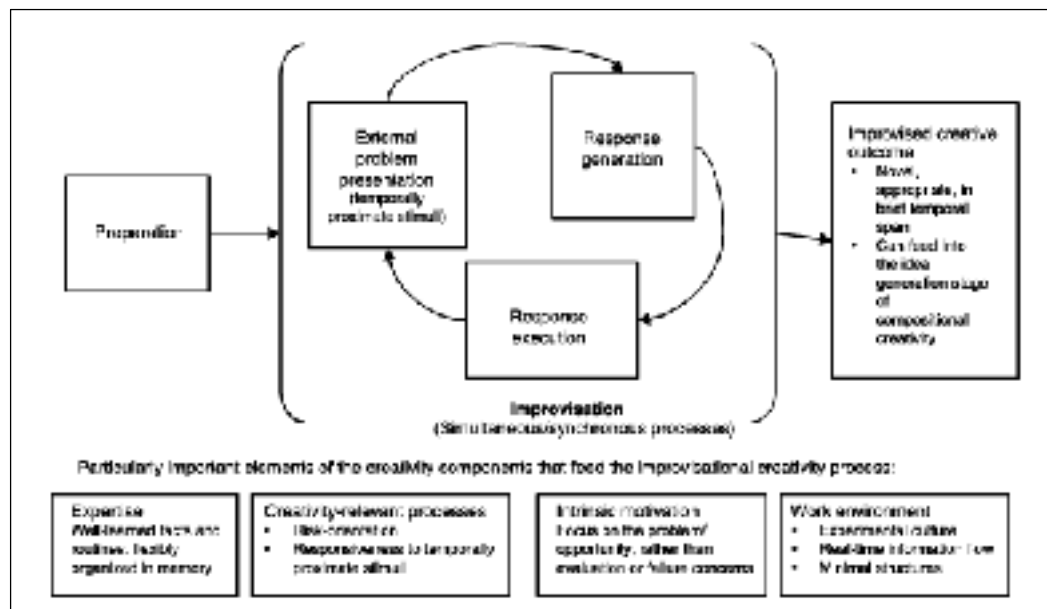 Preparation
External
problem
presentation
(temporally
proximate stimuli)
Response
generation
Response
execution
Improvised creative
outcome
• Novel,
appropriate, in
brief temporal
span
• Can feed into
the idea
generation stage
of
compositional
creativity
Improvisation
(Simultaneous/synchronous processes)
Particularly important elements of the creativity components that feed the improvisational creativity process:
Expertise
Well-learned facts and
routines, flexibly
organized in memory
Creativity-relevant processes
• Risk-orientation
• Responsiveness to temporally
proximate stimuli
Intrinsic motivation
Focus on the problem/
opportunity, rather than
evaluation or failure concerns
Work environment
• Experimental culture
• Real-time information flow
• Minimal structures